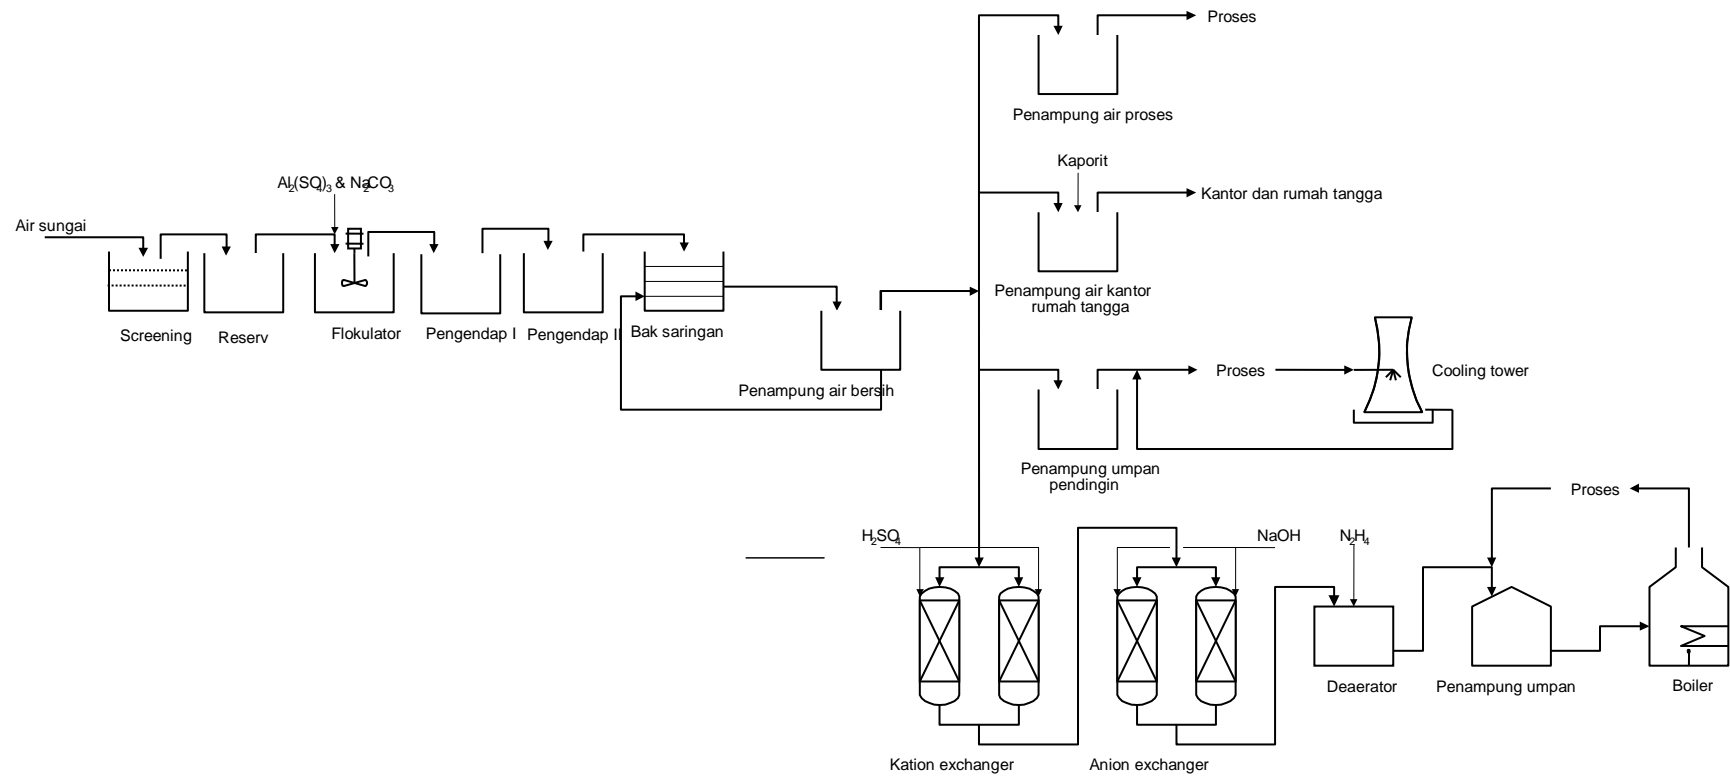 Proses
Penampung air proses
Kaporit
Al2(SO4)3 & Na2CO3
Kantor dan rumah tangga
Air sungai
Penampung air kantor
rumah tangga
Screening
Reserv
Flokulator
Pengendap I
Pengendap II
Bak saringan
Proses
Cooling tower
Penampung air bersih
Penampung umpan
pendingin
Proses
H2SO4
NaOH
N2H4
Deaerator
Penampung umpan
Boiler
Kation exchanger
Anion exchanger